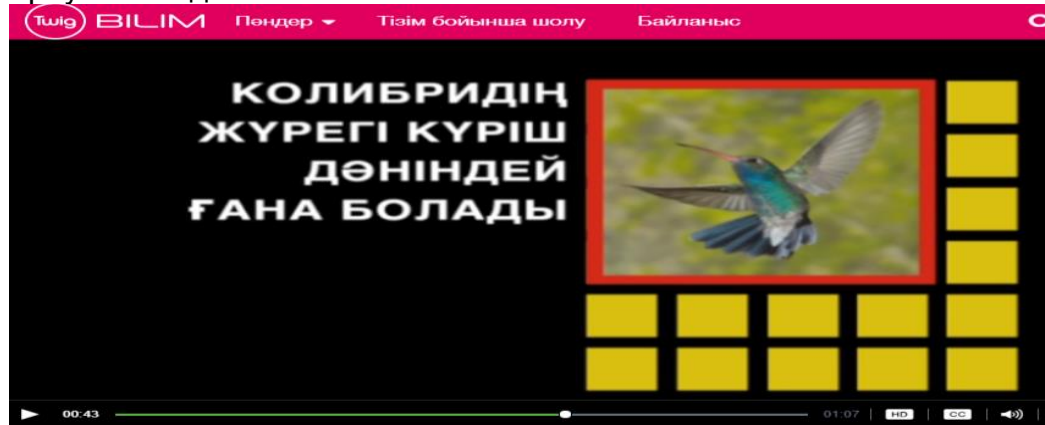 Twig BILIM Пәндер Тізім бойынша шолу Байланыс
КОЛИБРИДІҢ
ЖҮРЕГІ КҮРІШ
ДӘНІНДЕЙ
ҒАНА БОЛАДЫ
00:43 01:07 HD CC